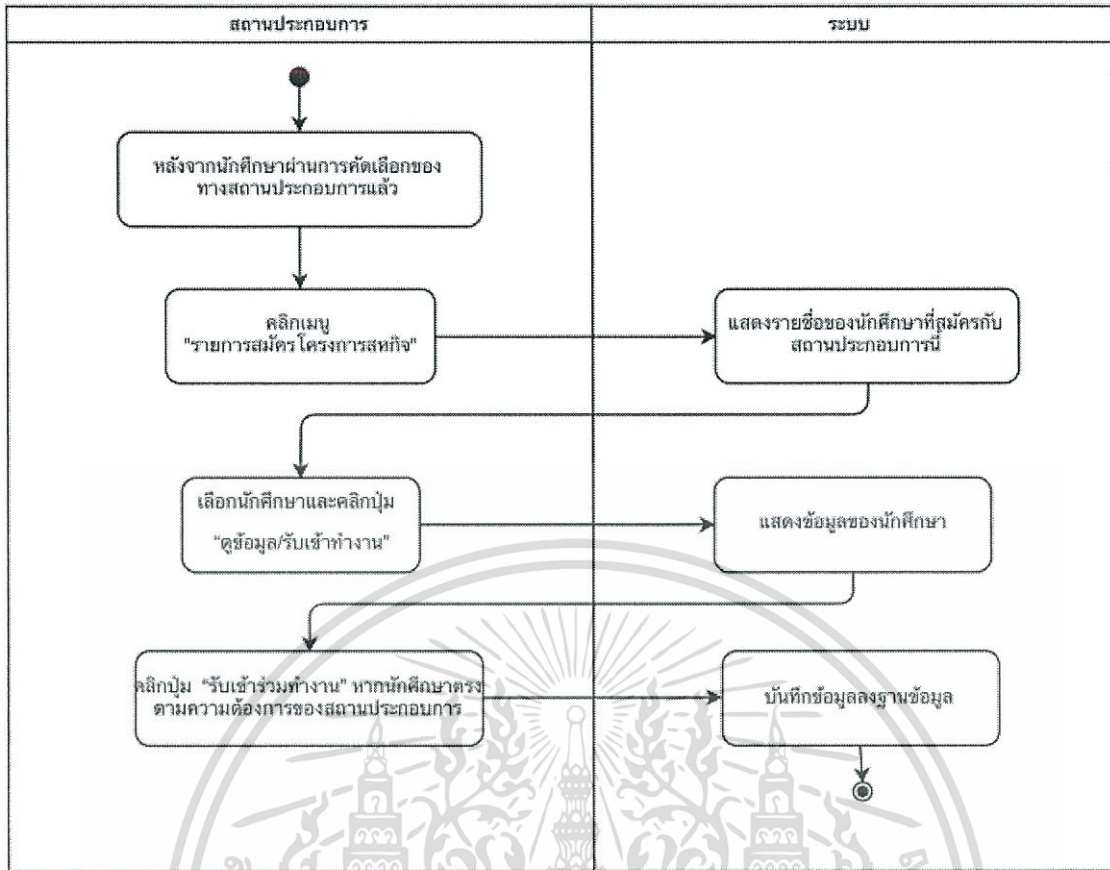 สถานประกอบการ
ระบบ
หลังจากนักศึกษาผ่านการคัดเลือกของ
ทางสถานประกอบการแล้ว
คลิกเมนู
"รายการสมัครโครงการสหกิจ"
แสดงรายชื่อของนักศึกษาที่สมัครกับ
สถานประกอบการนี้
เลือกนักศึกษาและคลิกปุ่ม
“ดูข้อมูล/รับเข้าทำงาน”
แสดงข้อมูลของนักศึกษา
คลิกปุ่ม “รับเข้าร่วมทำงาน” หากนักศึกษาตรง
ตามความต้องการของสถานประกอบการ
บันทึกข้อมูลลงฐานข้อมูล